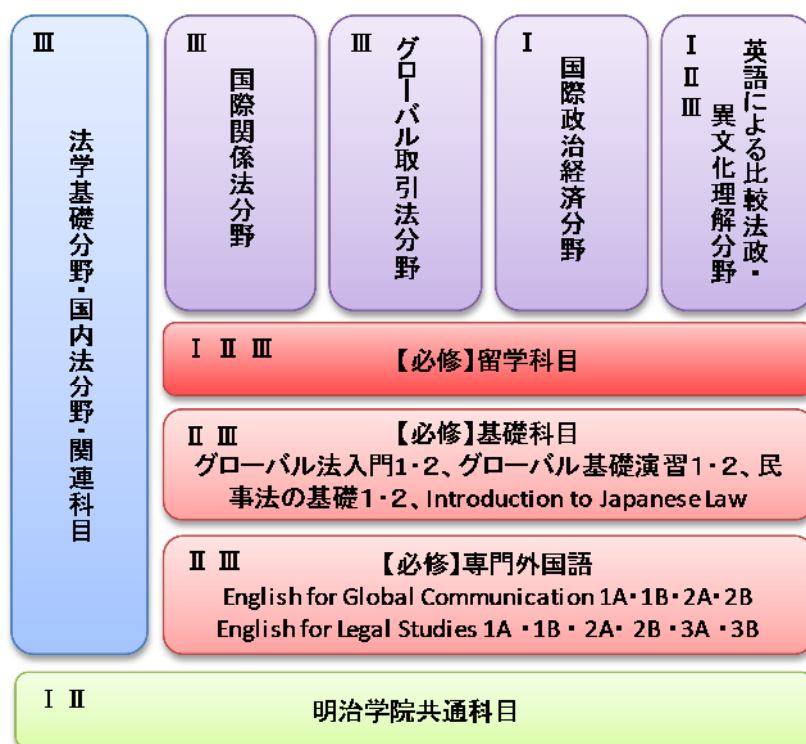 Ⅲ
法学基礎分野・国内法分野・関連科目
Ⅲ
国際関係法分野
Ⅲ
グローバル取引法分野
Ⅰ
国際政治経済分野
Ⅰ
Ⅱ
Ⅲ
英語による比較法政・
異文化理解分野
Ⅰ Ⅱ Ⅲ
【必修】留学科目
Ⅱ Ⅲ
【必修】基礎科目
グローバル法入門1・2、グローバル基礎演習1・2、民
事法の基礎1・2、Introduction to Japanese Law
Ⅱ Ⅲ
【必修】専門外国語
English for Global Communication 1A・1B・2A・2B
English for Legal Studies 1A ・1B ・ 2A・ 2B ・3A ・3B
Ⅰ Ⅱ
明治学院共通科目